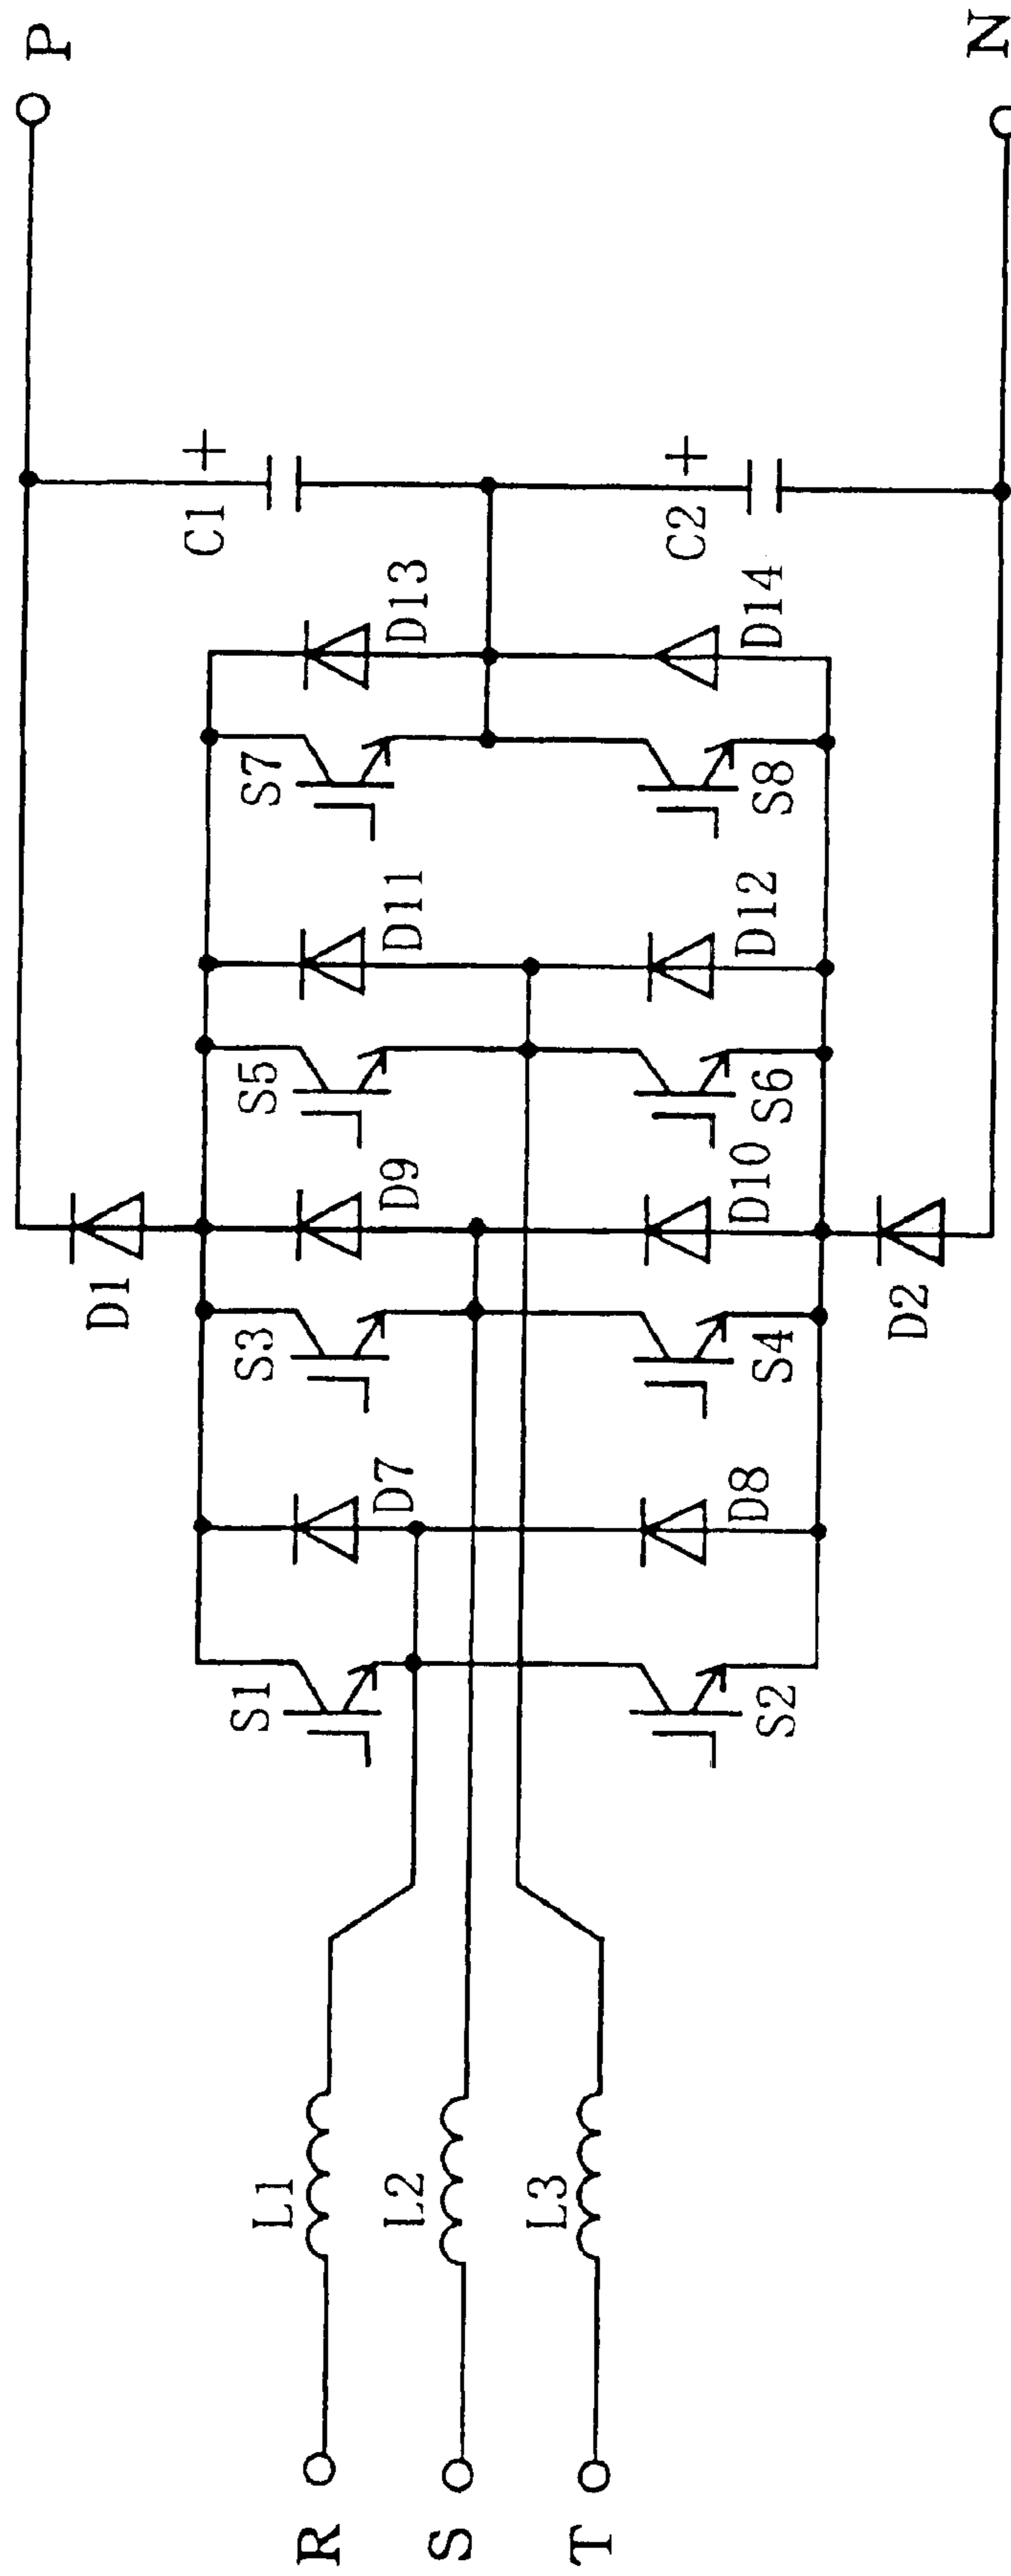 P
N
C1
+
C2
+
D13
D14
S7
S8
D11
D12
S5
S6
D9
D10
D1
D2
S3
S4
D7
D8
S1
S2
L1
L2
L3
R
S
T